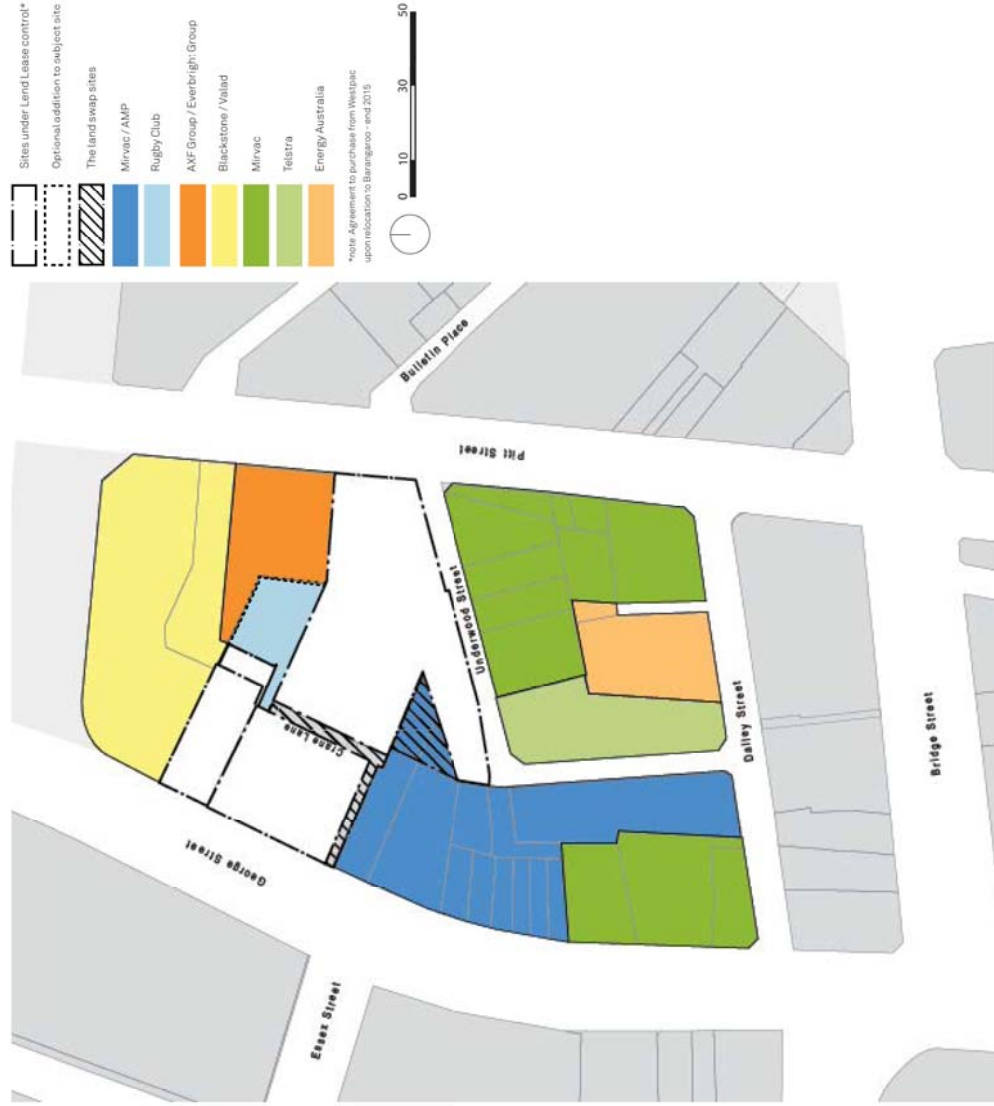 Sites under Lend Lease control*
Optional addition to subject site
The land swap sites
Mirvac / AMP
Rugby Club
AXF Group / Everbright Group
Blackstone / Valad
Mirvac
Telstra
Energy Australia
*note Agreement to purchase from Westpac
upon relocation to Barangaroo - end 2015
0 10 30 50
Bulletin Place
Pitt Street
Underwood Street
Crane Lane
George Street
Essex Street
Dalley Street
Bridge Street